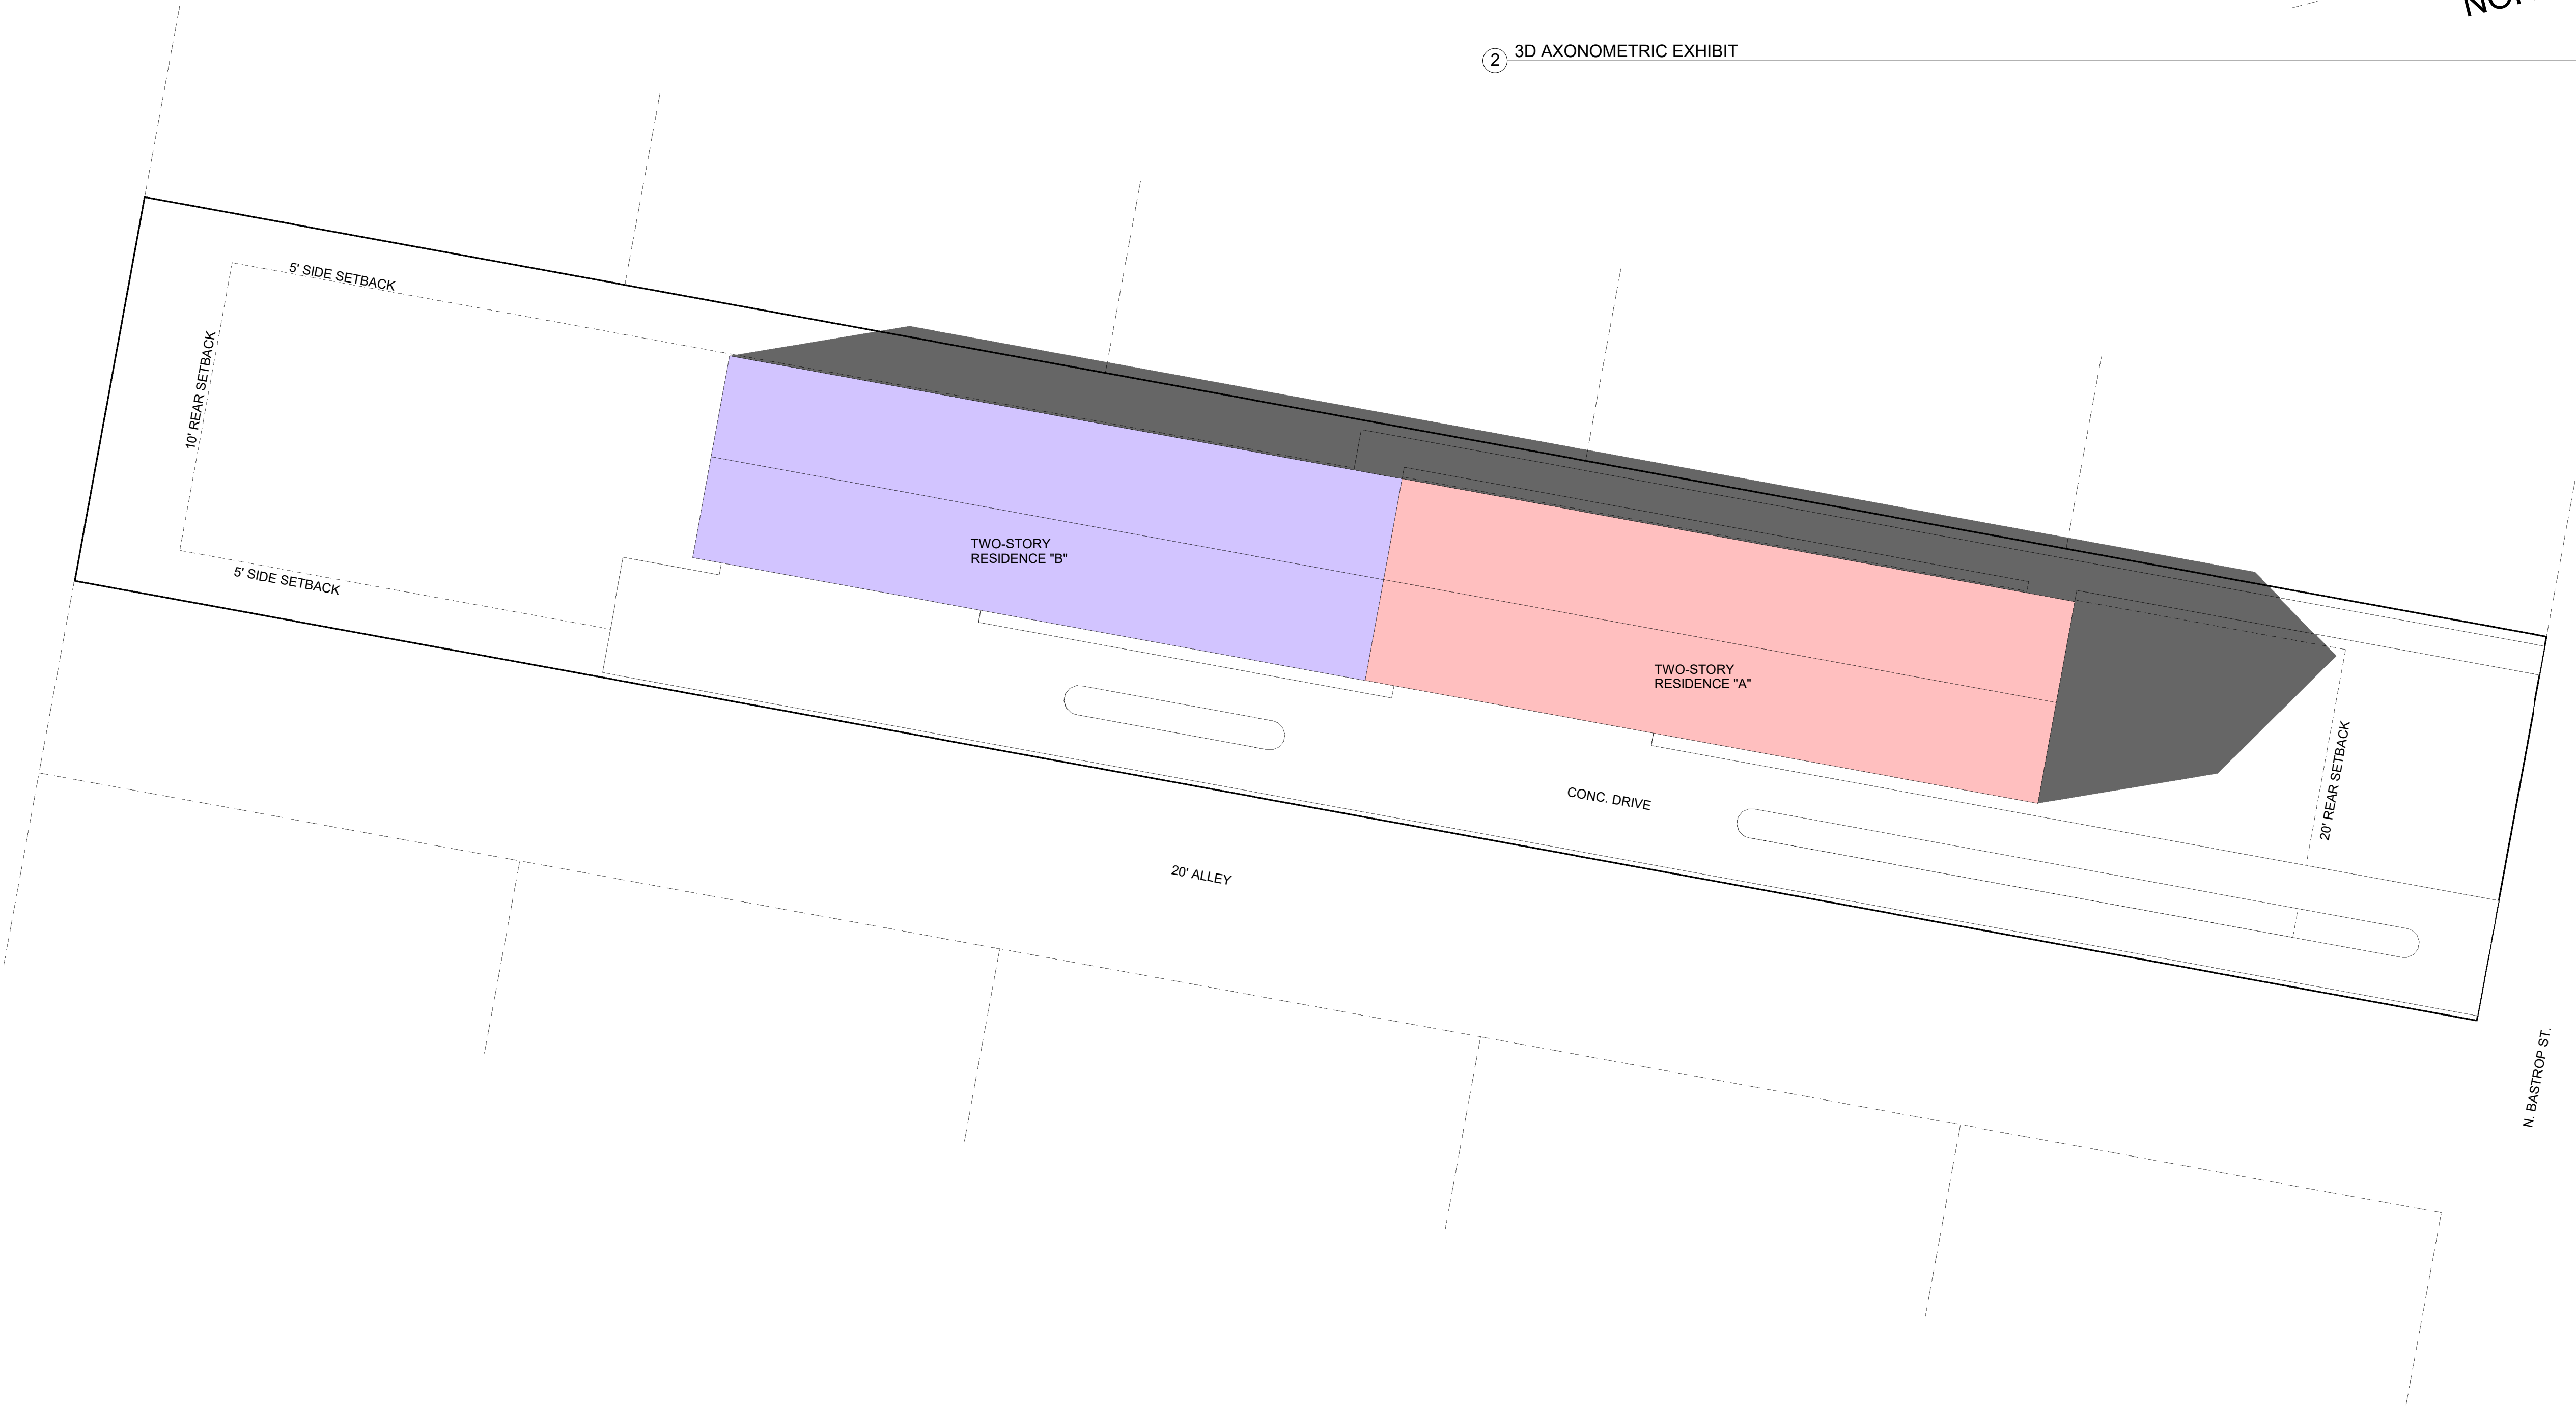 2
3D AXONOMETRIC EXHIBIT
5' SIDE SETBACK
10' REAR SETBACK
5' SIDE SETBACK
TWO-STORY
RESIDENCE "B"
TWO-STORY
RESIDENCE "A"
CONC. DRIVE
20' REAR SETBACK
20' ALLEY
N. BASTROP ST.